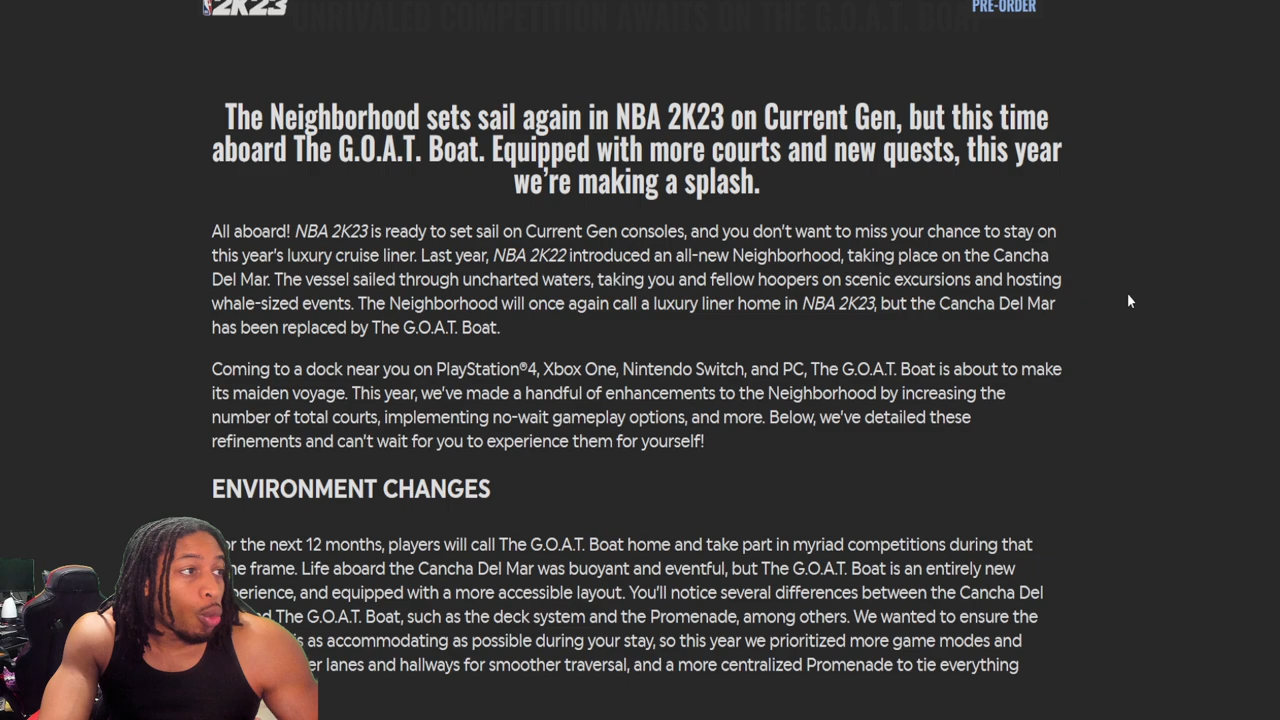 2K23
PRE-ORDER
UNRIVALED COMPETITION AWAITS ON THE G.O.A.T. BOAT
The Neighborhood sets sail again in NBA 2K23 on Current Gen, but this time
aboard The G.O.A.T. Boat. Equipped with more courts and new quests, this year
we’re making a splash.
All aboard! NBA 2K23 is ready to set sail on Current Gen consoles, and you don’t want to miss your chance to stay on
this year’s luxury cruise liner. Last year, NBA 2K22 introduced an all-new Neighborhood, taking place on the Cancha
Del Mar. The vessel sailed through uncharted waters, taking you and fellow hoopers on scenic excursions and hosting
whale-sized events. The Neighborhood will once again call a luxury liner home in NBA 2K23, but the Cancha Del Mar
has been replaced by The G.O.A.T. Boat.
Coming to a dock near you on PlayStation®4, Xbox One, Nintendo Switch, and PC, The G.O.A.T. Boat is about to make
its maiden voyage. This year, we’ve made a handful of enhancements to the Neighborhood by increasing the
number of total courts, implementing no-wait gameplay options, and more. Below, we’ve detailed these
refinements and can’t wait for you to experience them for yourself!
ENVIRONMENT CHANGES
the next 12 months, players will call The G.O.A.T. Boat home and take part in myriad competitions during that
frame. Life aboard the Cancha Del Mar was buoyant and eventful, but The G.O.A.T. Boat is an entirely new
and equipped with a more accessible layout. You’ll notice several differences between the Cancha Del
The G.O.A.T. Boat, such as the deck system and the Promenade, among others. We wanted to ensure the
as accommodating as possible during your stay, so this year we prioritized more game modes and
lanes and hallways for smoother traversal, and a more centralized Promenade to tie everything